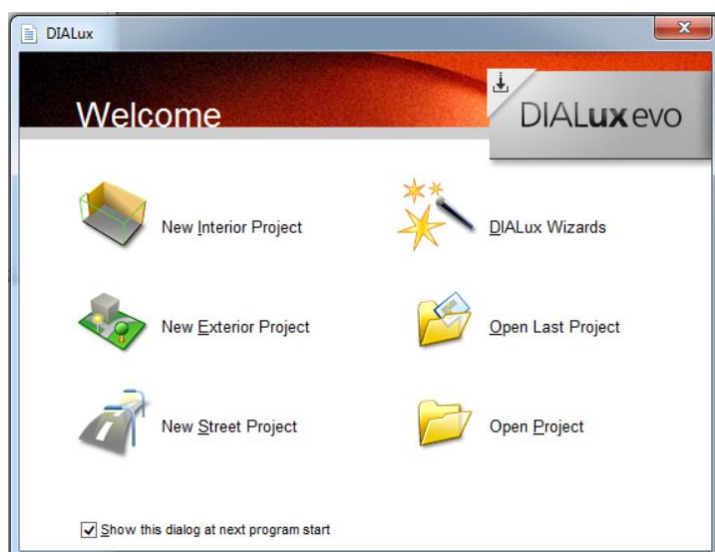 DIALux
Welcome
DIALux evo
New Interior Project
DIALux Wizards
New Exterior Project
Open Last Project
New Street Project
Open Project
Show this dialog at next program start